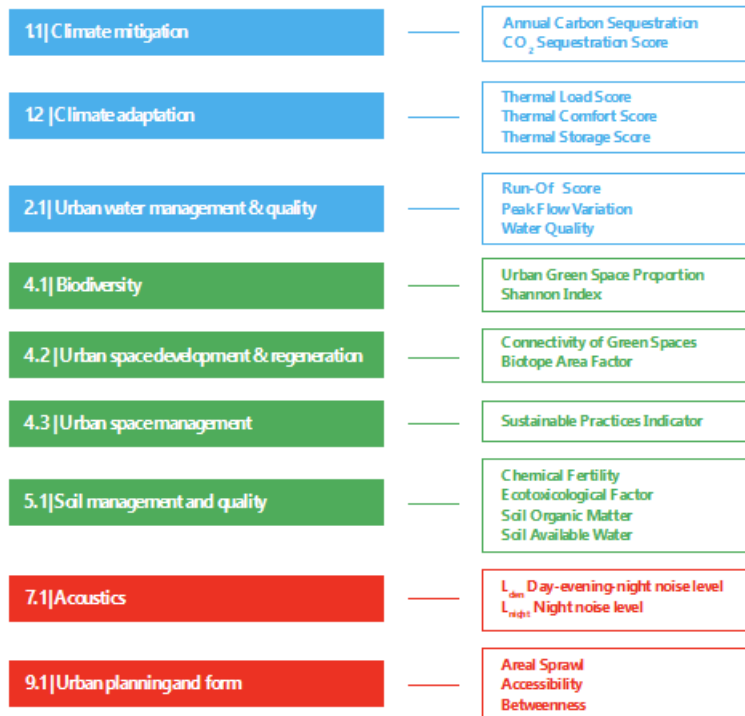 1.1| Climate mitigation
Annual Carbon Sequestration
CO2 Sequestration Score
1.2 | Climate adaptation
Thermal Load Score
Thermal Comfort Score
Thermal Storage Score
2.1| Urban water management & quality
Run-Of Score
Peak Flow Variation
Water Quality
4.1| Biodiversity
Urban Green Space Proportion
Shannon Index
4.2 | Urban space development & regeneration
Connectivity of Green Spaces
Biotope Area Factor
4.3 | Urban space management
Sustainable Practices Indicator
5.1| Soil management and quality
Chemical Fertility
Ecotoxicological Factor
Soil Organic Matter
Soil Available Water
7.1| Acoustics
Lden Day-evening-night noise level
Lnight Night noise level
9.1 | Urban planning and form
Areal Sprawl
Accessibility
Betweenness